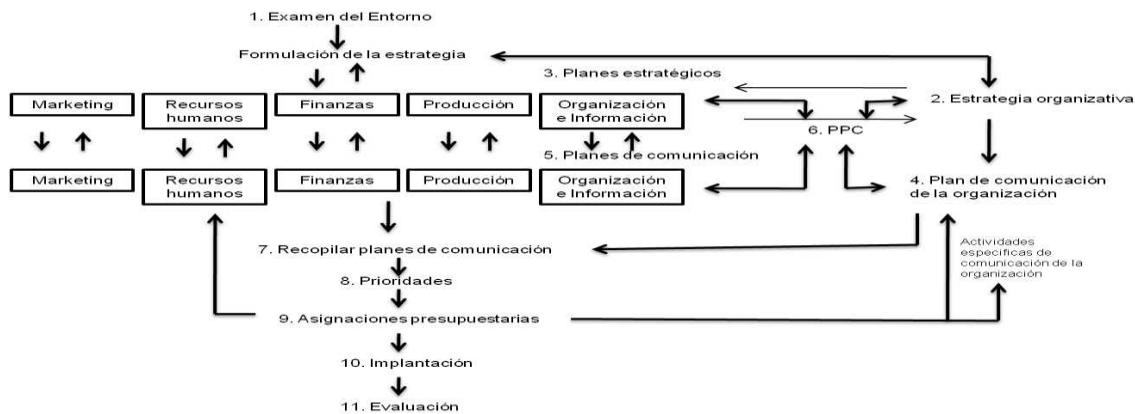 1. Examen del Entorno
Formulación de la estrategia
3. Planes estratégicos
Marketing
Recursos
humanos
Finanzas
Producción
Organización
e Información
2. Estrategia organizativa
6. PPC
5. Planes de comunicación
Marketing
Recursos
humanos
Finanzas
Producción
Organización
e Información
4. Plan de comunicación
de la organización
7. Recopilar planes de comunicación
Actividades
especificas de
comunicación de la
organización
8. Prioridades
9. Asignaciones presupuestarias
10. Implantación
11. Evaluación